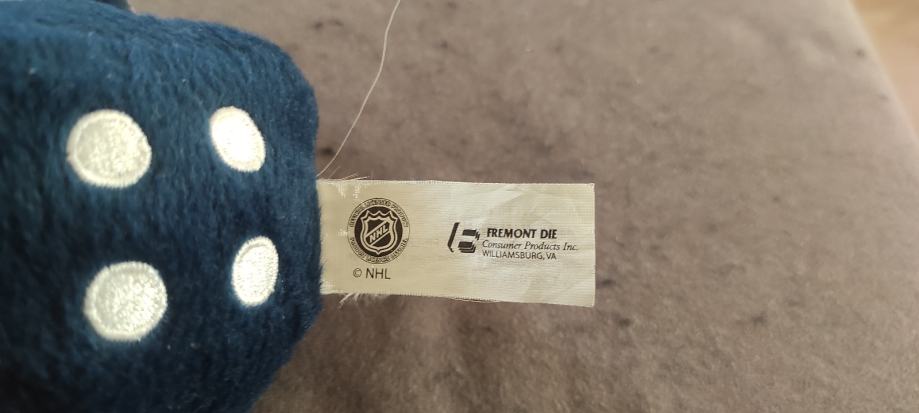 NHL
© NHL
FREMONT DIE
Consumer Products Inc.
WILLIAMSBURG, VA